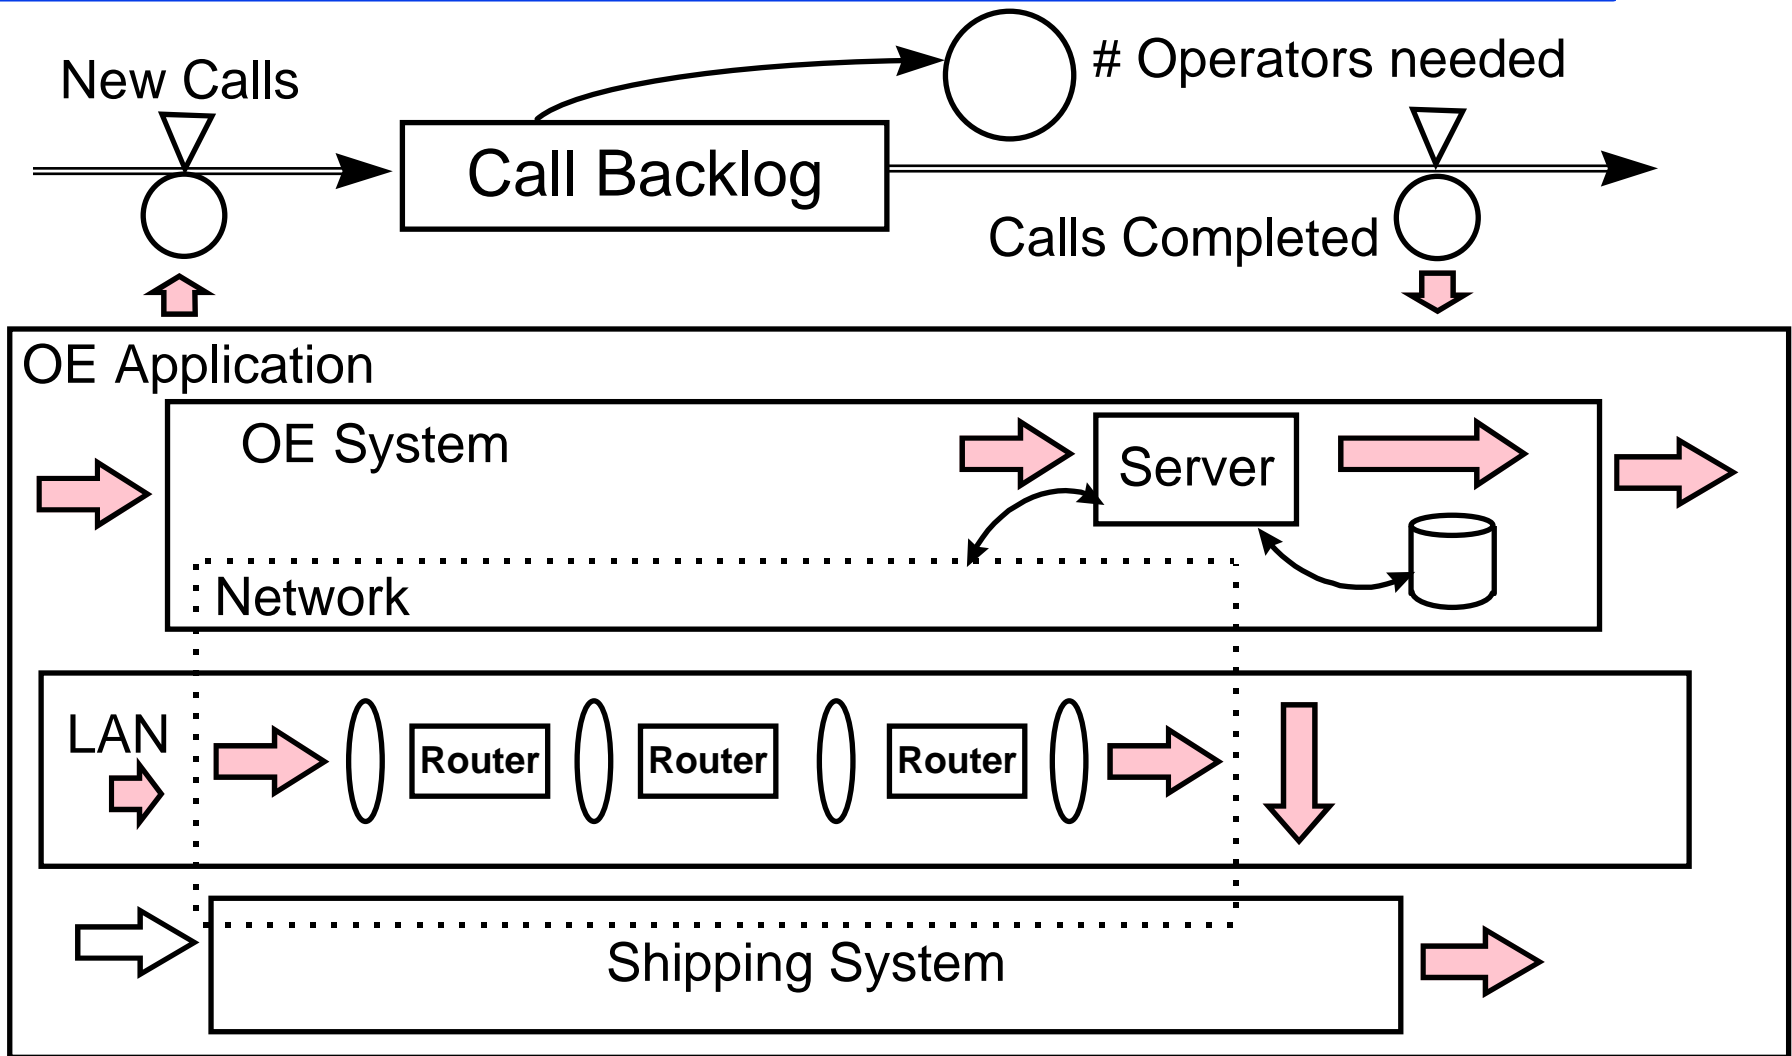 New Calls
# Operators needed
Call Backlog
Calls Completed
OE Application
OE System
Server
Network
LAN
Router
Router
Router
Shipping System